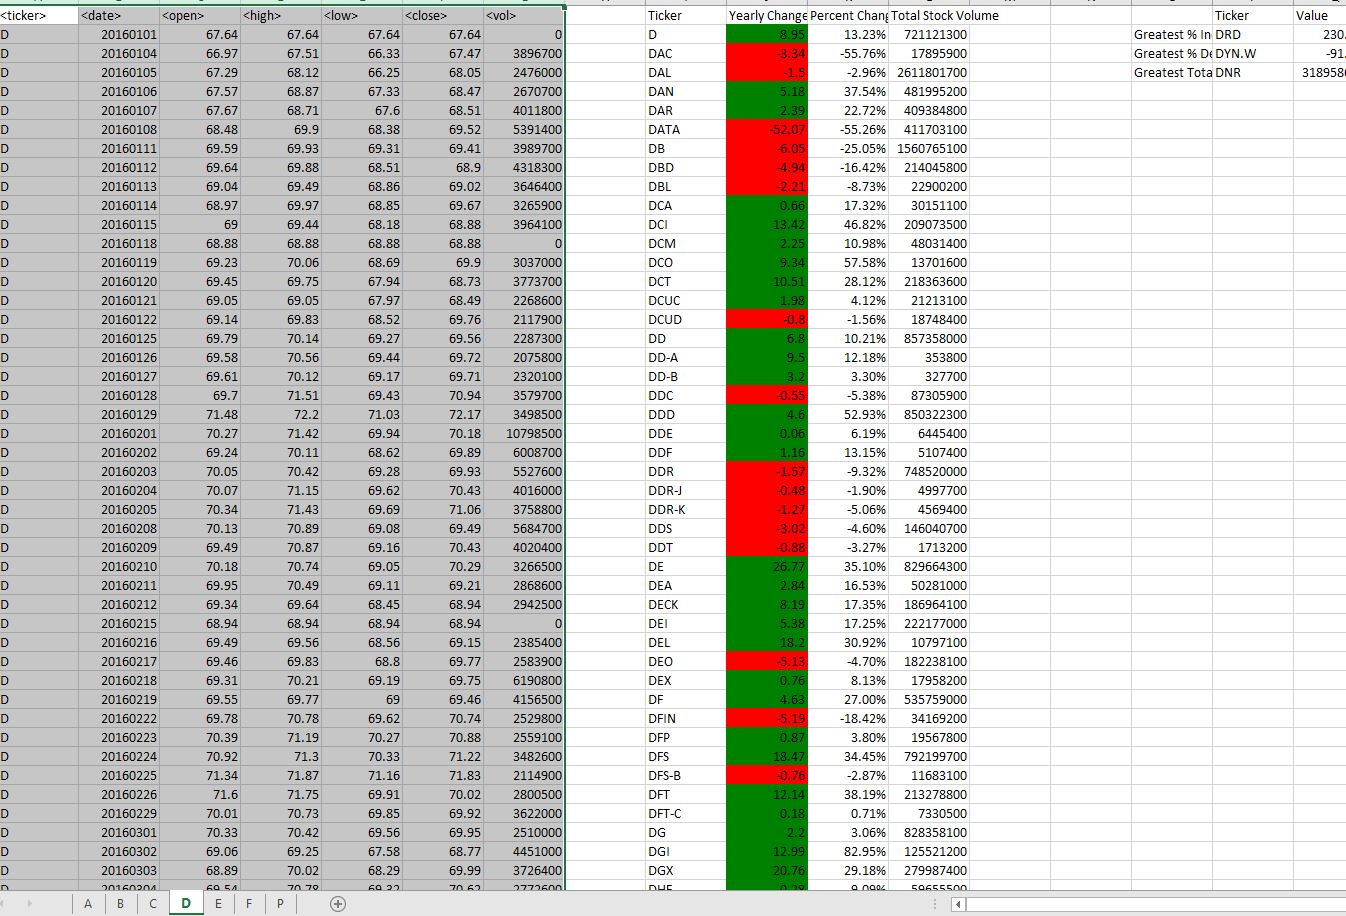 <ticker> <date> <open> <high> <low> <close> <vol> Ticker Yearly Change Percent Chang Total Stock Volume Ticker Value
D 20160101 67.64 67.64 67.64 67.64 0 D 8.95 13.23% 721121300 Greatest % In DRD 230.
D 20160104 66.97 67.51 66.33 67.47 3896700 DAC -3.34 -55.76% 17895900 Greatest % De DYN.W -91.
D 20160105 67.29 68.12 66.25 68.05 2476000 DAL -1.5 -2.96% 2611801700 Greatest Tota DNR 3189586
D 20160106 67.57 68.87 67.33 68.47 2670700 DAN 5.18 37.54% 481995200
D 20160107 67.67 68.71 67.6 68.51 4011800 DAR 2.39 22.72% 409384800
D 20160108 68.48 69.9 68.38 69.52 5391400 DATA -52.07 -55.26% 411703100
D 20160111 69.59 69.93 69.31 69.41 3989700 DB -6.05 -25.05% 1560765100
D 20160112 69.64 69.88 68.51 68.9 4318300 DBD -4.94 -16.42% 214045800
D 20160113 69.04 69.49 68.86 69.02 3646400 DBL -2.21 -8.73% 22900200
D 20160114 68.97 69.97 68.85 69.67 3265900 DCA 0.66 17.32% 30151100
D 20160115 69 69.44 68.18 68.88 3964100 DCI 13.42 46.82% 209073500
D 20160118 68.88 68.88 68.88 68.88 0 DCM 2.25 10.98% 48031400
D 20160119 69.23 70.06 68.69 69.9 3037000 DCO 9.34 57.58% 13701600
D 20160120 69.45 69.75 67.94 68.73 3773700 DCT 10.51 28.12% 218363600
D 20160121 69.05 69.05 67.97 68.49 2268600 DCUC 1.98 4.12% 21213100
D 20160122 69.14 69.83 68.52 69.76 2117900 DCUD -0.8 -1.56% 18748400
D 20160125 69.79 70.14 69.27 69.56 2287300 DD 6.8 10.21% 857358000
D 20160126 69.58 70.56 69.44 69.72 2075800 DD-A 9.5 12.18% 353800
D 20160127 69.61 70.12 69.17 69.71 2320100 DD-B 3.2 3.30% 327700
D 20160128 69.7 71.51 69.43 70.94 3579700 DDC -0.55 -5.38% 87305900
D 20160129 71.48 72.2 71.03 72.17 3498500 DDD 4.6 52.93% 850322300
D 20160201 70.27 71.42 69.94 70.18 10798500 DDE 0.06 6.19% 6445400
D 20160202 69.24 70.11 68.62 69.89 6008700 DDF 1.16 13.15% 5107400
D 20160203 70.05 70.42 69.28 69.93 5527600 DDR -1.57 -9.32% 748520000
D 20160204 70.07 71.15 69.62 70.43 4016000 DDR-J -0.48 -1.90% 4997700
D 20160205 70.34 71.43 69.69 71.06 3758800 DDR-K -1.27 -5.06% 4569400
D 20160208 70.13 70.89 69.08 69.49 5684700 DDS -3.02 -4.60% 146040700
D 20160209 69.49 70.87 69.16 70.43 4020400 DDT -0.88 -3.27% 1713200
D 20160210 70.18 70.74 69.05 70.29 3266500 DE 26.77 35.10% 829664300
D 20160211 69.95 70.49 69.11 69.21 2868600 DEA 2.84 16.53% 50281000
D 20160212 69.34 69.64 68.45 68.94 2942500 DECK 8.19 17.35% 186964100
D 20160215 68.94 68.94 68.94 68.94 0 DEI 5.38 17.25% 222177000
D 20160216 69.49 69.56 68.56 69.15 2385400 DEL 18.2 30.92% 10797100
D 20160217 69.46 69.83 68.8 69.77 2583900 DEO -5.13 -4.70% 182238100
D 20160218 69.31 70.21 69.19 69.75 6190800 DEX 0.76 8.13% 17958200
D 20160219 69.55 69.77 69 69.46 4156500 DF 4.63 27.00% 535759000
D 20160222 69.78 70.78 69.62 70.74 2529800 DFIN -5.19 -18.42% 34169200
D 20160223 70.39 71.19 70.27 70.88 2559100 DFP 0.87 3.80% 19567800
D 20160224 70.92 71.3 70.33 71.22 3482600 DFS 18.47 34.45% 792199700
D 20160225 71.34 71.87 71.16 71.83 2114900 DFS-B -0.76 -2.87% 11683100
D 20160226 71.6 71.75 69.91 70.02 2800500 DFT 12.14 38.19% 213278800
D 20160229 70.01 70.73 69.85 69.92 3622000 DFT-C 0.18 0.71% 7330500
D 20160301 70.33 70.42 69.56 69.95 2510000 DG 2.2 3.06% 828358100
D 20160302 69.06 69.25 67.58 68.77 4451000 DGI 12.99 82.95% 125521200
D 20160303 68.89 70.02 68.29 69.99 3726400 DGX 20.76 29.18% 279987400
D 20160304 69.54 70.78 69.32 70.62 2772600 DHF 0.28 9.09% 59655500
A B C D E F G P